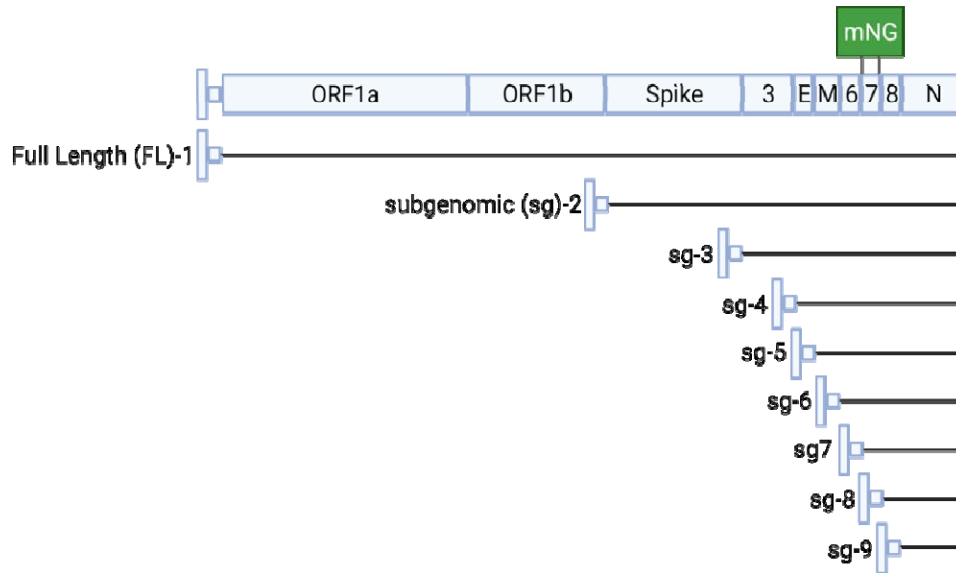 mNG
ORF1a ORF1b Spike 3 E M 6 7 8 N
Full Length (FL)-1
subgenomic (sg)-2
sg-3
sg-4
sg-5
sg-6
sg7
sg-8
sg-9